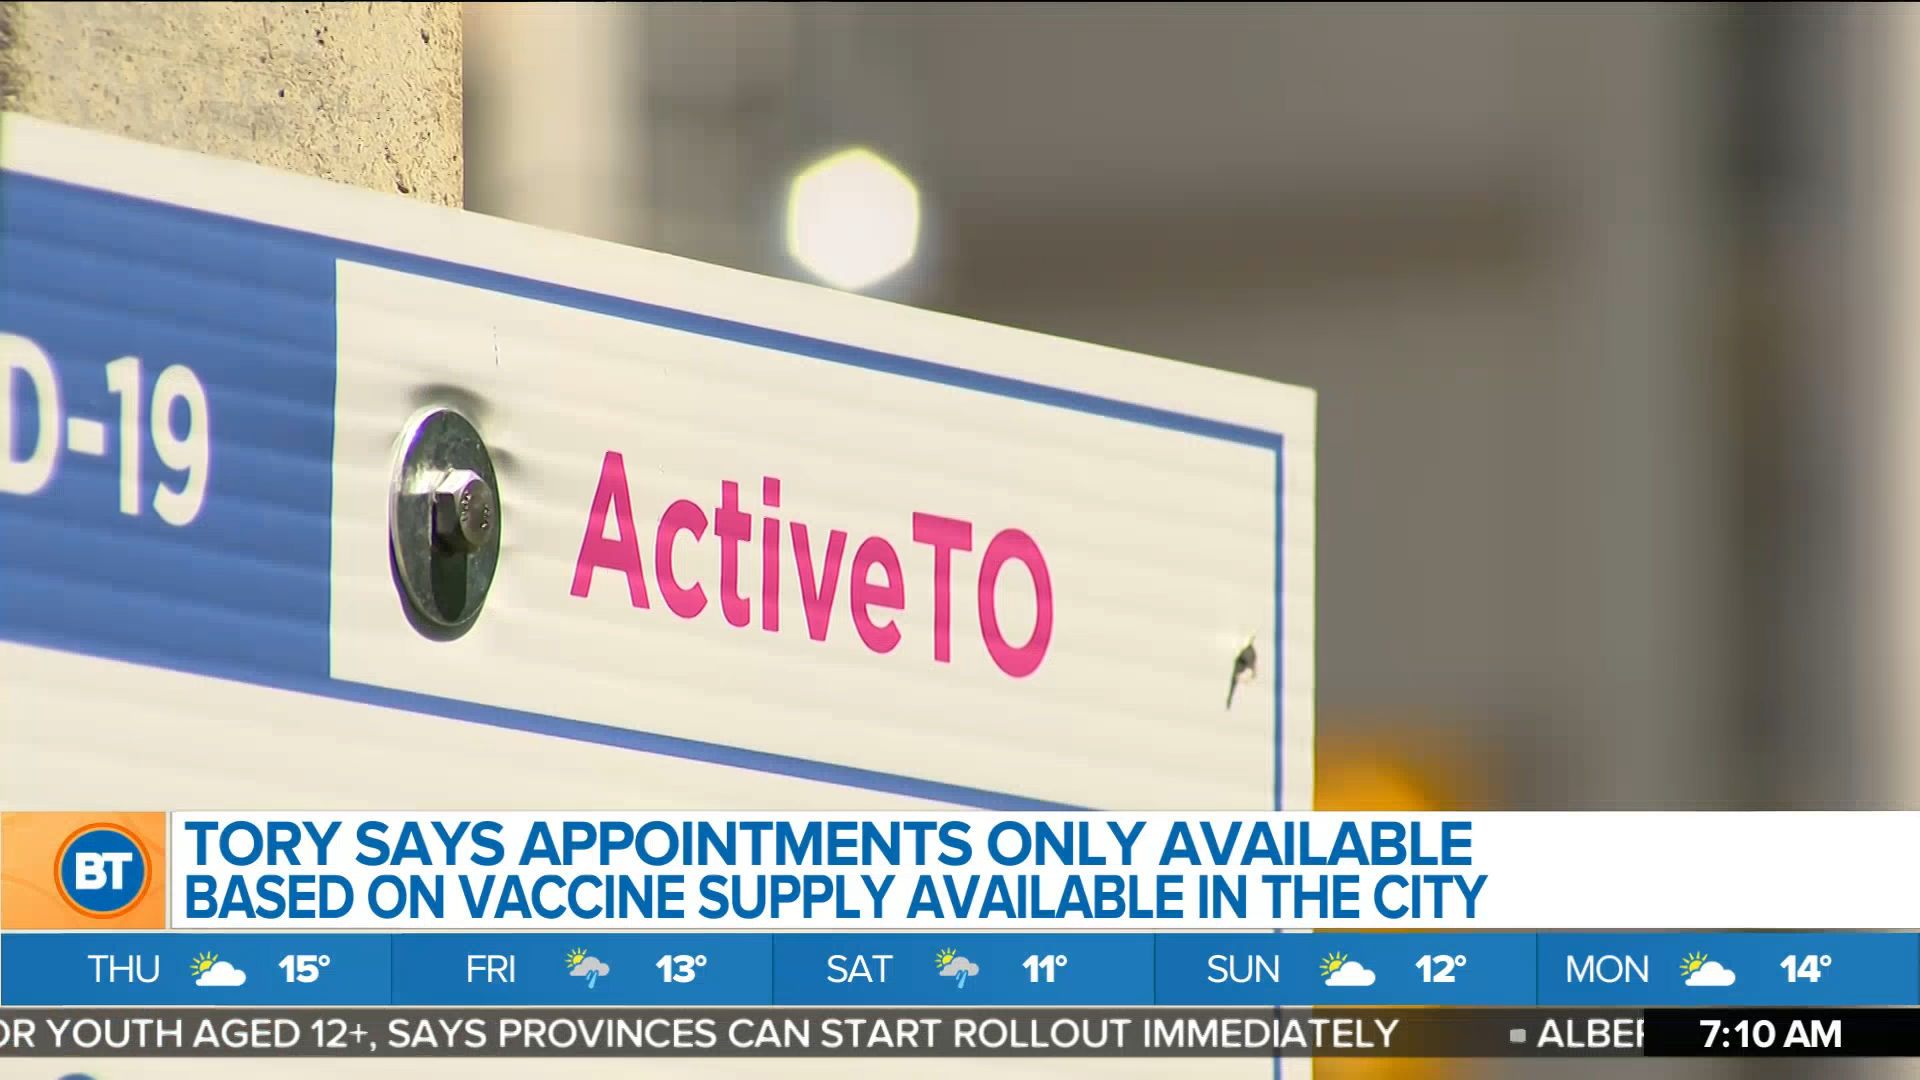 D-19
ActiveTO
BT
TORY SAYS APPOINTMENTS ONLY AVAILABLE
BASED ON VACCINE SUPPLY AVAILABLE IN THE CITY
THU 15° FRI 13° SAT 11° SUN 12° MON 14°
OR YOUTH AGED 12+, SAYS PROVINCES CAN START ROLLOUT IMMEDIATELY ALBER 7:10 AM